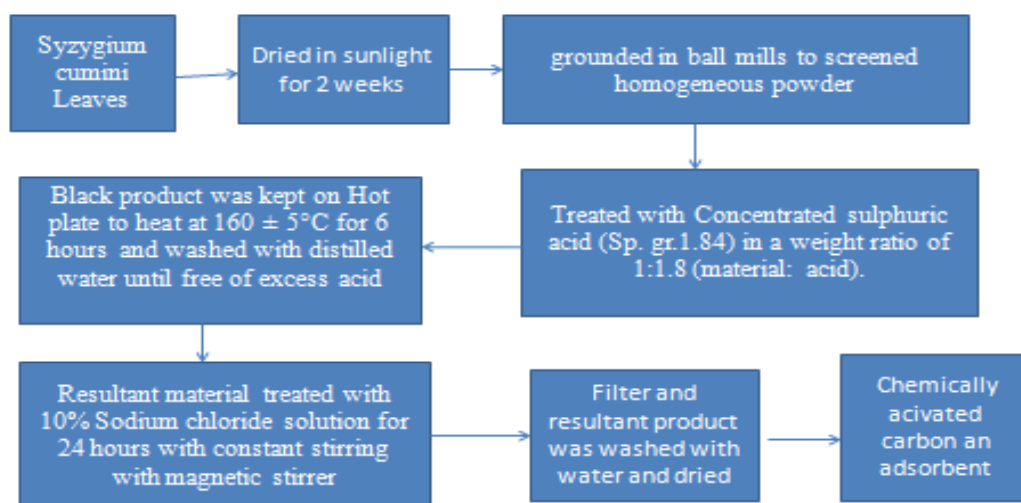 Syzygium
cumini
Leaves
Dried in sunlight
for 2 weeks
grounded in ball mills to screened
homogeneous powder
Treated with Concentrated sulphuric
acid (Sp. gr.1.84) in a weight ratio of
1:1.8 (material: acid).
Black product was kept on Hot
plate to heat at 160 ± 5°C for 6
hours and washed with distilled
water until free of excess acid
Resultant material treated with
10% Sodium chloride solution for
24 hours with constant stirring
with magnetic stirrer
Filter and
resultant product
was washed with
water and dried
Chemically
acivated
carbon an
adsorbent